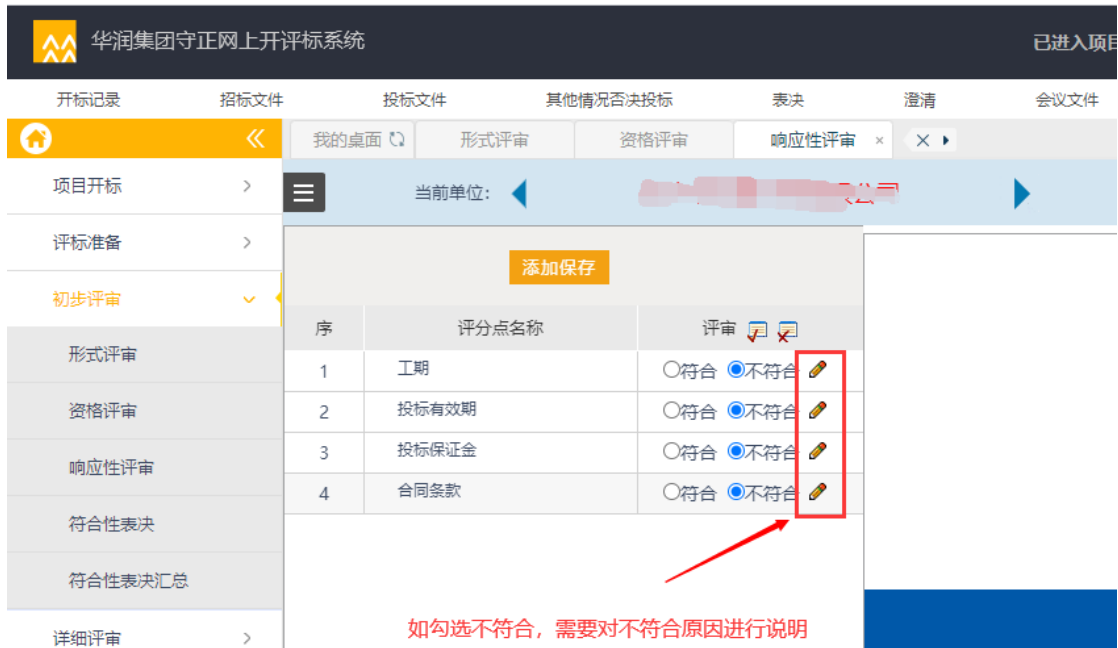 华润集团守正网上开评标系统 已进入项目
开标记录 招标文件 投标文件 其他情况否决投标 表决 澄清 会议文件
我的桌面 形式评审 资格评审 响应性评审
项目开标
当前单位: 公司
评标准备
添加保存
初步评审
序 评分点名称 评审
形式评审
1 工期 符合 不符合
资格评审
2 投标有效期 符合 不符合
3 投标保证金 符合 不符合
响应性评审
4 合同条款 符合 不符合
符合性表决
符合性表决汇总
如勾选不符合，需要对不符合原因进行说明
详细评审